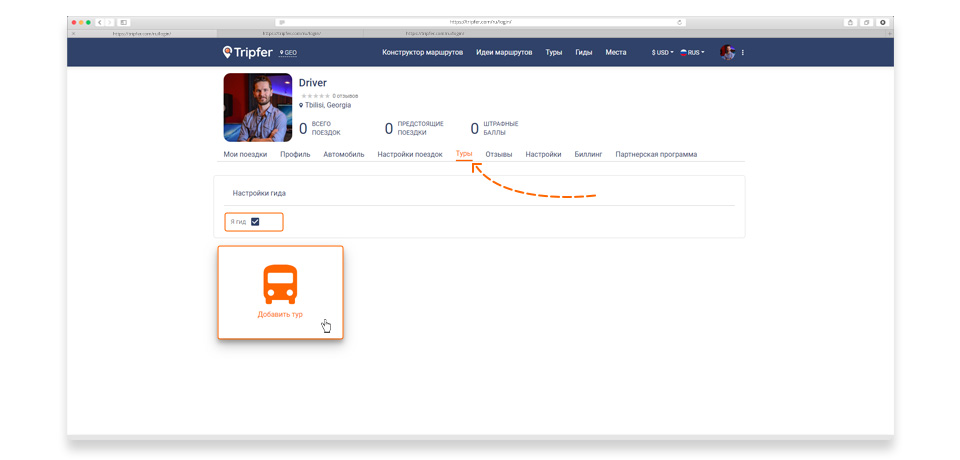 https://tripfer.com/ru/login/
https://tripfer.com/ru/login/
https://tripfer.com/ru/login/
https://tripfer.com/ru/login/
Tripfer GEO Конструктор маршрутов Идеи маршрутов Туры Гиды Места $ USD RUS
Driver
0 отзывов
Tbilisi, Georgia
0 ВСЕГО ПОЕЗДОК
0 ПРЕДСТОЯЩИЕ ПОЕЗДКИ
0 ШТРАФНЫЕ БАЛЛЫ
Мои поездки Профиль Автомобиль Настройки поездок Туры Отзывы Настройки Биллинг Партнерская программа
Настройки гида
Я гид
Добавить тур